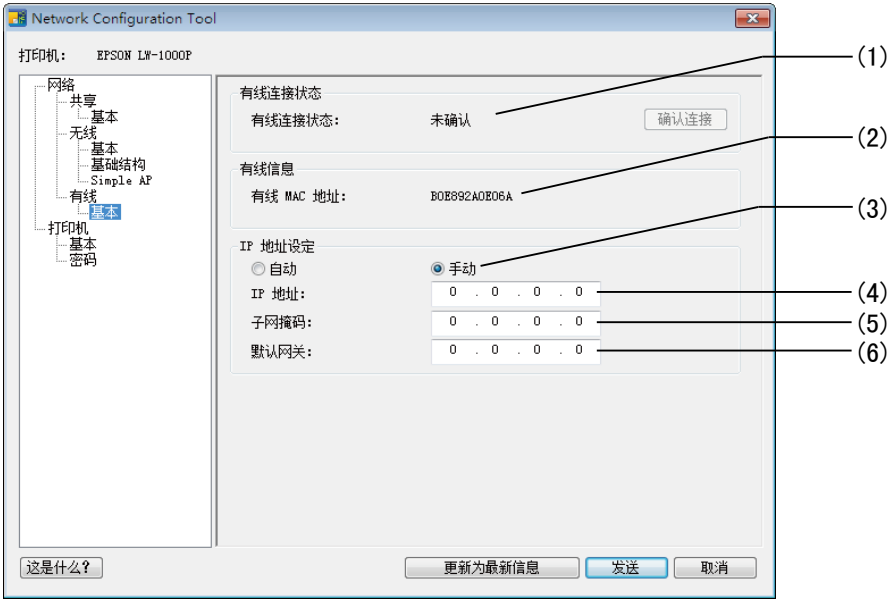 Network Configuration Tool
打印机： EPSON LW-1000P
网络
共享
基本
无线
基本
基础结构
Simple AP
有线
基本
打印机
基本
密码
有线连接状态
有线连接状态： 未确认 确认连接
有线信息
有线 MAC 地址： B0E892A0E06A
IP 地址设定
自动 手动
IP 地址： 0 . 0 . 0 . 0
子网掩码： 0 . 0 . 0 . 0
默认网关： 0 . 0 . 0 . 0
这是什么？ 更新为最新信息 发送 取消
(1)
(2)
(3)
(4)
(5)
(6)